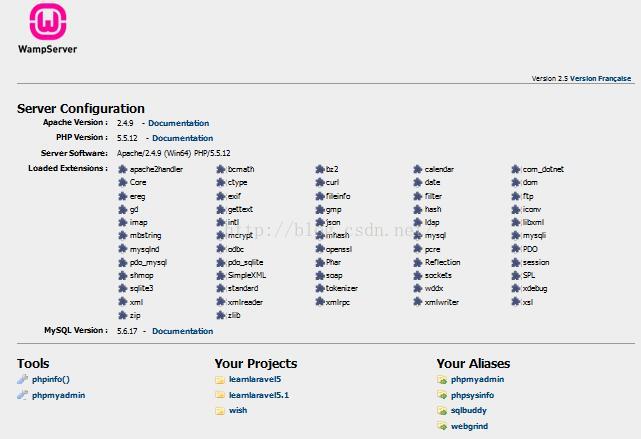 WampServer
Version 2.5 Version Française
Server Configuration
Apache Version : 2.4.9 - Documentation
PHP Version : 5.5.12 - Documentation
Server Software: Apache/2.4.9 (Win64) PHP/5.5.12
Loaded Extensions : apache2handler bcmath bz2 calendar com_dotnet
Core ctype curl date dom
ereg exif fileinfo filter ftp
gd gettext gmp hash iconv
imap intl json ldap libxml
mbstring mcrypt mhash mysql mysqli
mysqlnd odbc openssl pcre PDO
pdo_mysql pdo_sqlite Phar Reflection session
shmop SimpleXML soap sockets SPL
sqlite3 standard tokenizer wddx xdebug
xml xmlreader xmlrpc xmlwriter xsl
zip zlib
http://blog.csdn.net
MySQL Version : 5.6.17 - Documentation
Tools Your Projects Your Aliases
phpinfo() learnlaravel5 phpmyadmin
phpmyadmin learnlaravel5.1 phpsysinfo
wish sqlbuddy
webgrind